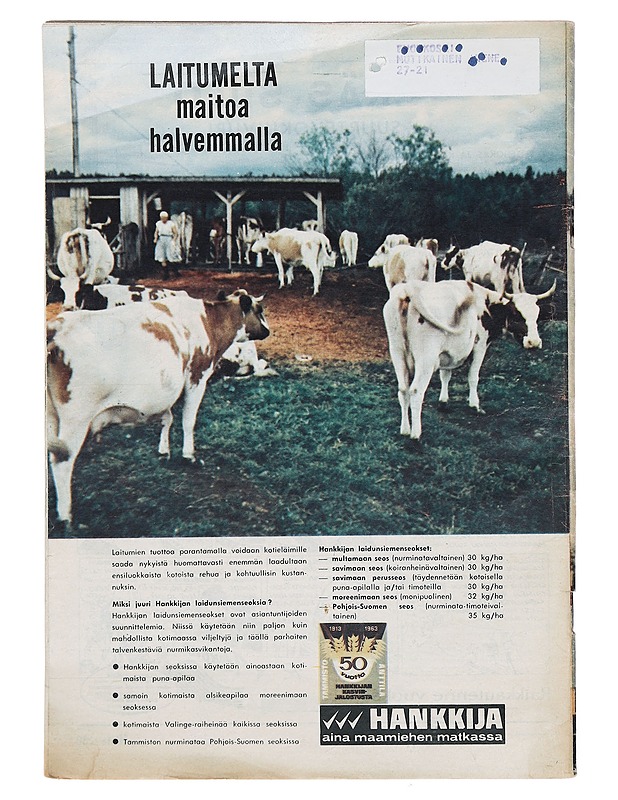 LAITUMELTA
maitoa
halvemmalla
27-21
Laitumien tuottoa parantamalla voidaan kotieläimille
saada nykyistä huomattavasti enemmän laadultaan
ensiluokkaista kotoista rehua ja kohtuullisin kustan-
nuksin.
Miksi juuri Hankkijan laidunsiemenseoksia?
Hankkijan laidunsiemenseokset ovat asiantuntijoiden
suunnittelemia. Niissä käytetään niin paljon kuin
mahdollista kotimaassa viljeltyjä ja täällä parhaiten
talvenkestäviä nurmikasvikantoja.
● Hankkijan seoksissa käytetään ainoastaan koti-
maista puna-apilaa
● samoin kotimaista alsikeapilaa moreenimaan
seoksessa
● kotimaista Valinge-raiheinää kaikissa seoksissa
● Tammiston nurminataa Pohjois-Suomen seoksissa
Hankkijan laidunsiemenseokset:
— multamaan seos (nurminatavaltainen) 30 kg/ha
— savimaan seos (koiranheinävaltainen) 30 kg/ha
— savimaan perusseos (täydennetään kotoisella
puna-apilalla ja/tai timoteilla 30 kg/ha
— moreenimaan seos (monipuolinen) 32 kg/ha
— Pohjois-Suomen seos (nurminata-timoteival-
tainen) 35 kg/ha
1913 1963
TAMMISTO
ANTTILA
50
VUOTTA
HANKKIJAN
KASVIN-
JALOSTUSTA
HANKKIJA
aina maamiehen matkassa